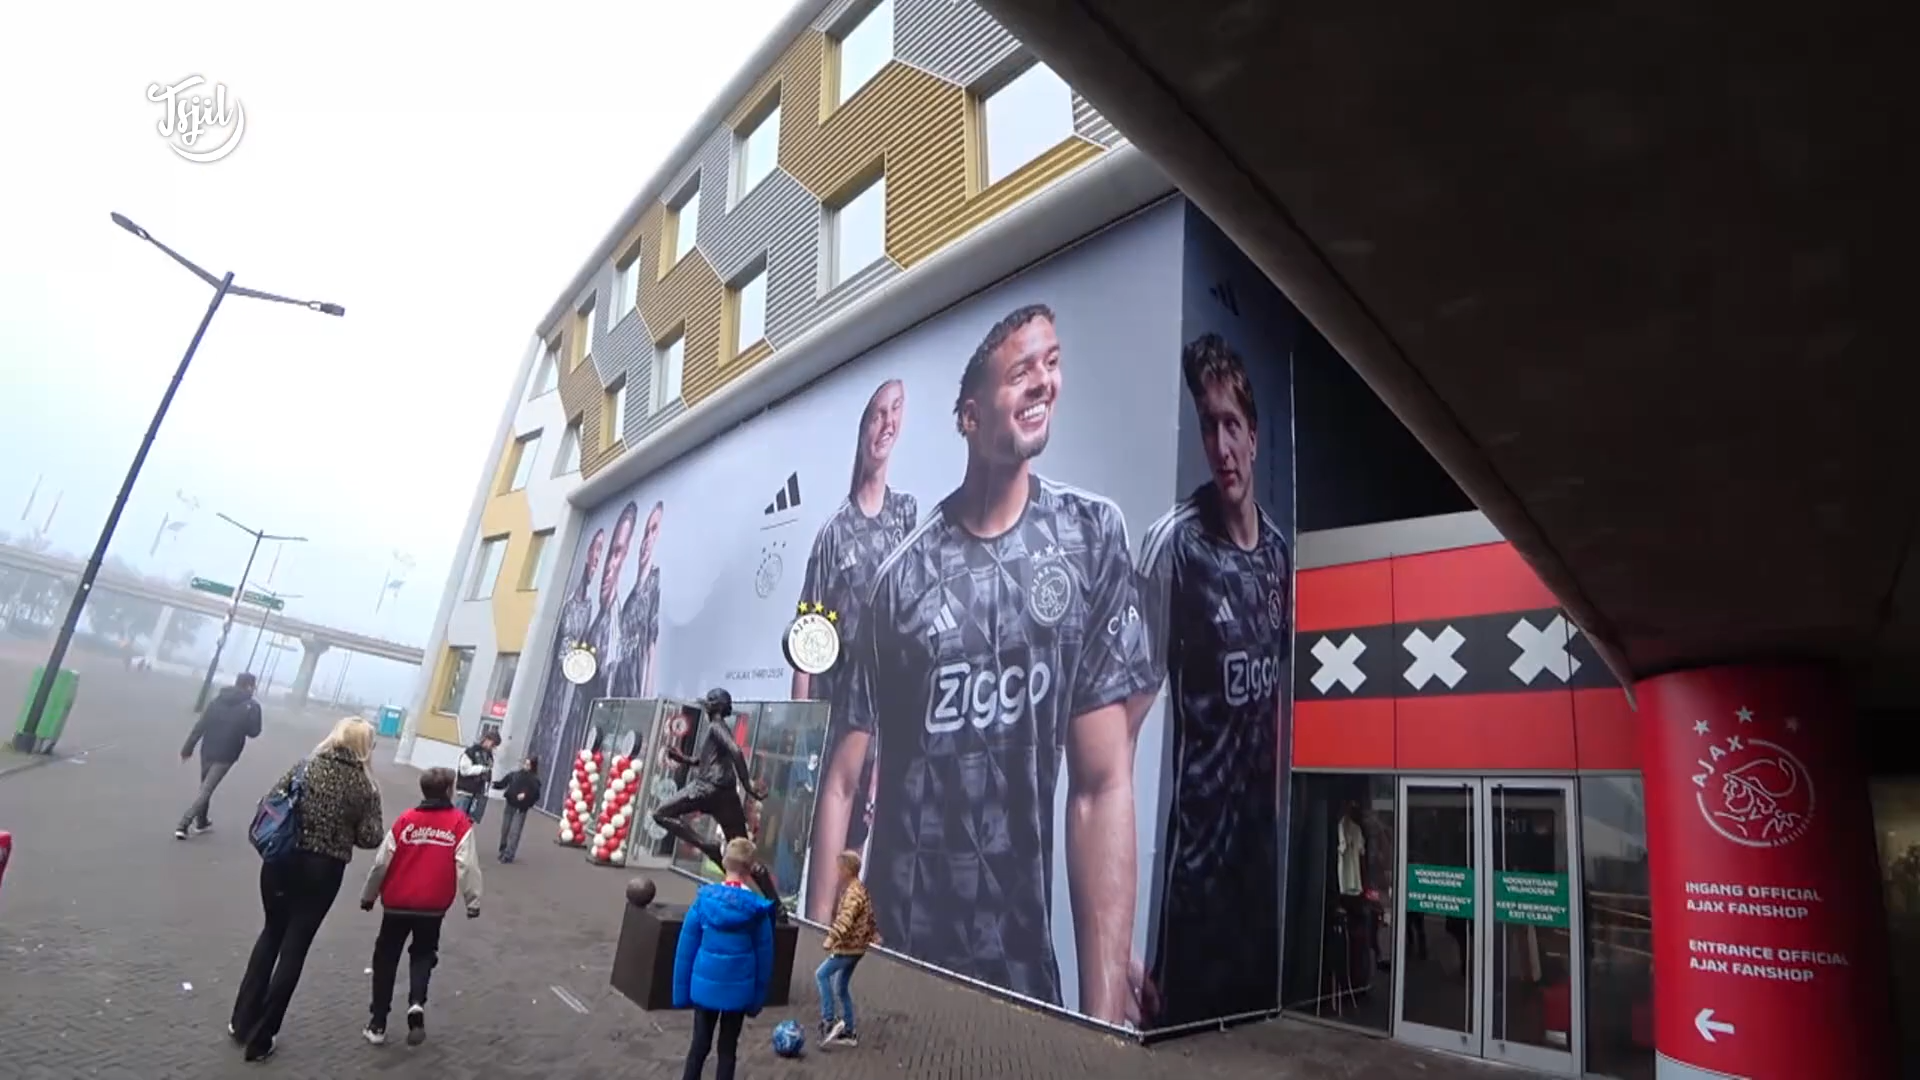 Tsjil
AJAX
California
ziggo
ziggo
NOODUITGANG
VRIJHOUDEN
KEEP EMERGENCY
EXIT CLEAR
NOODUITGANG
VRIJHOUDEN
KEEP EMERGENCY
EXIT CLEAR
AJAX
INGANG OFFICIAL
AJAX FANSHOP
ENTRANCE OFFICIAL
AJAX FANSHOP